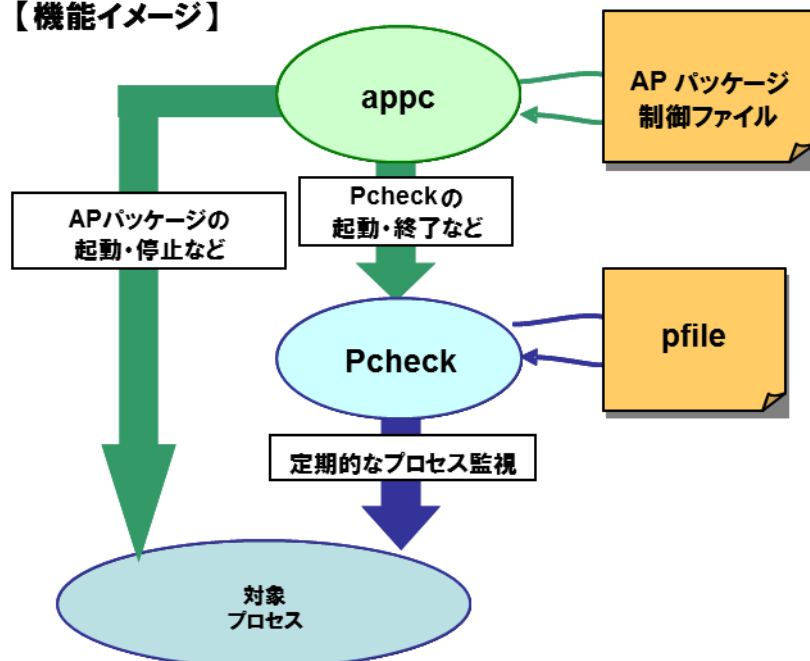 【機能イメージ】
appc
AP パッケージ
制御ファイル
APパッケージの
起動・停止など
Pcheckの
起動・終了など
Pcheck
pfile
定期的なプロセス監視
対象
プロセス